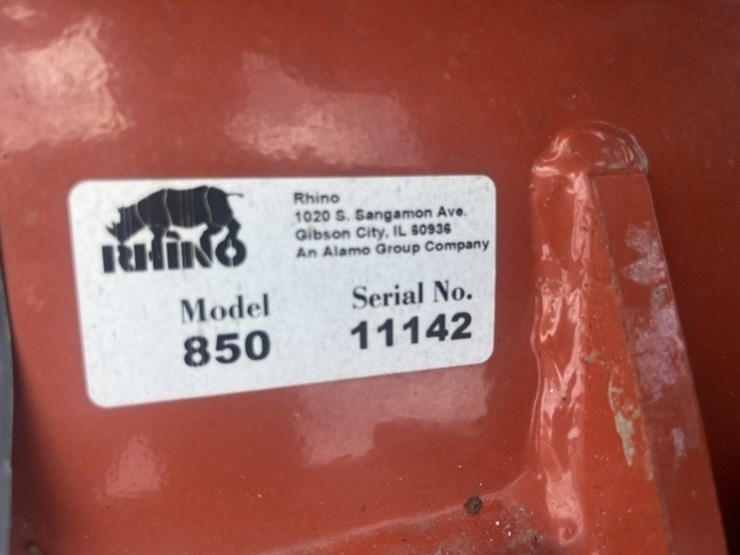 RHINO
Rhino
1020 S. Sangamon Ave.
Gibson City, IL 60936
An Alamo Group Company
Model
850
Serial No.
11142